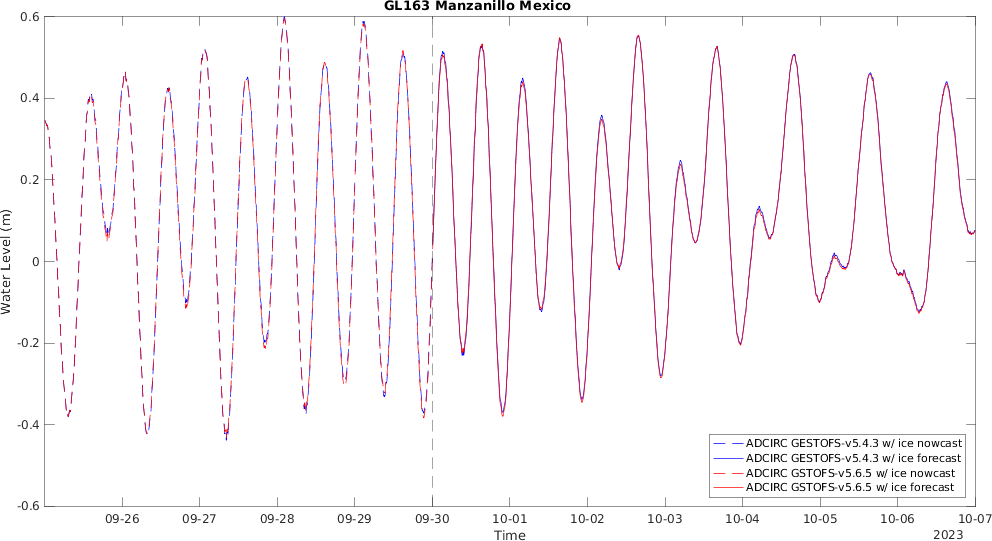 GL163 Manzanillo Mexico
0.6
0.4
0.2
0
-0.2
-0.4
-0.6
Water Level (m)
ADCIRC GESTOFS-v5.4.3 w/ ice nowcast
ADCIRC GESTOFS-v5.4.3 w/ ice forecast
ADCIRC GSTOFS-v5.6.5 w/ ice nowcast
ADCIRC GSTOFS-v5.6.5 w/ ice forecast
09-26 09-27 09-28 09-29 09-30 10-01 10-02 10-03 10-04 10-05 10-06 10-07
Time
2023